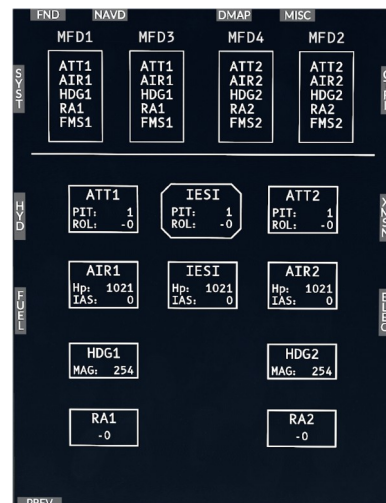 FND NAVD DMAP MISC
MFD1 MFD3 MFD4 MFD2
ATT1 ATT1 ATT2 ATT2
AIR1 AIR1 AIR2 AIR2
HDG1 HDG1 HDG1 HDG1
RA1 RA1 RA2 RA2
FMS1 FMS1 FMS2 FMS2
SYST
HYD
FUEL
ATT1 IESI ATT2
PIT: 1 PIT: 1 PIT: 1
ROL: -0 ROL: -0 ROL: -0
AIR1 IESI AIR2
Hp: 1021 Hp: 1021 Hp: 1021
IAS: 0 IAS: 0 IAS: 0
HDG1 HDG2
MAG: 254 MAG: 254
RA1 RA2
-0 -0